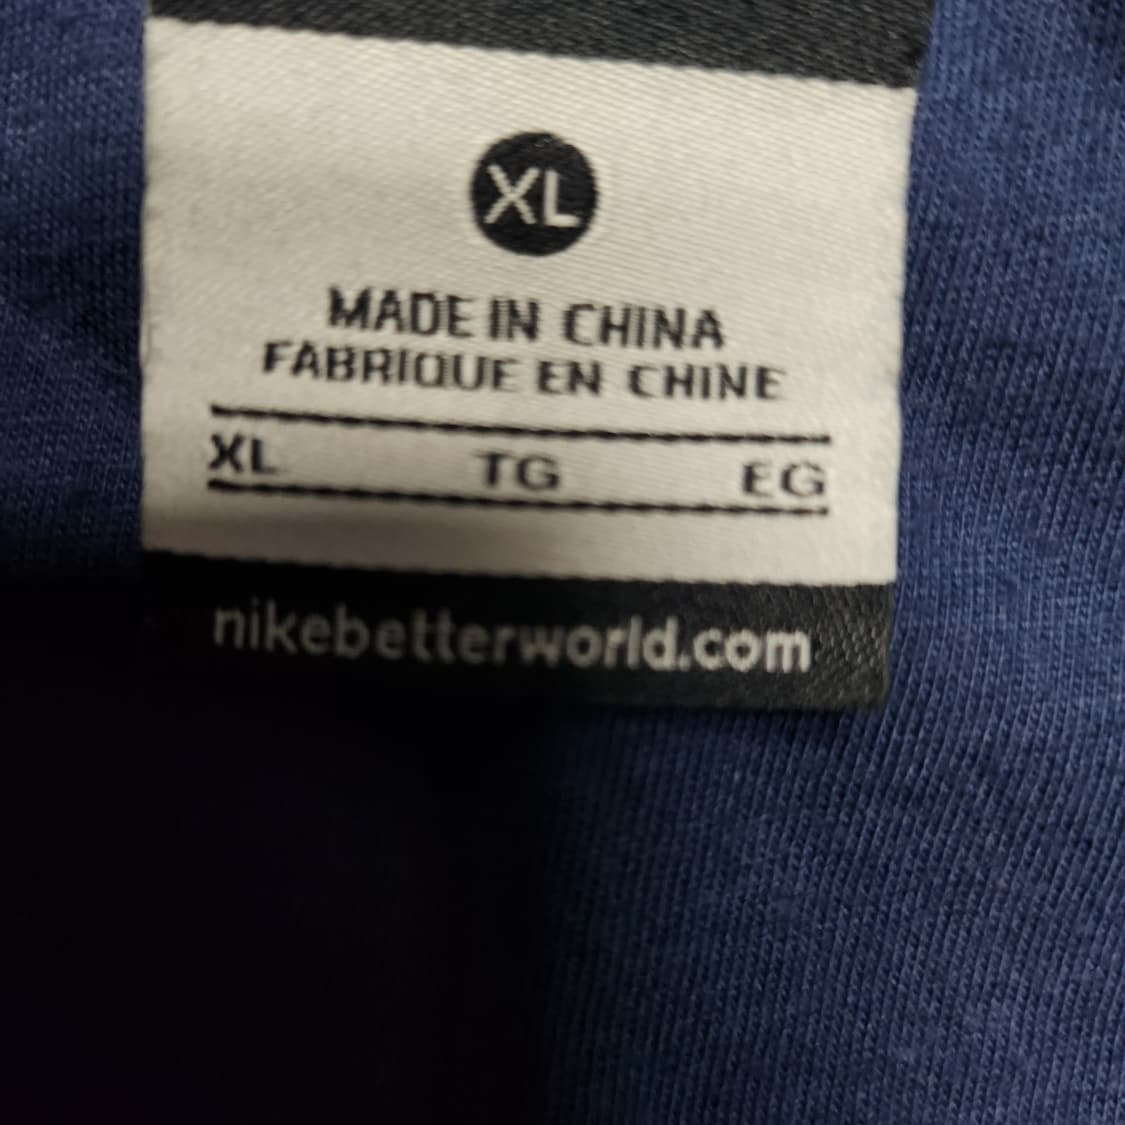 XL
MADE IN CHINA
FABRIQUE EN CHINE
XL TG EG
nikebetterworld.com